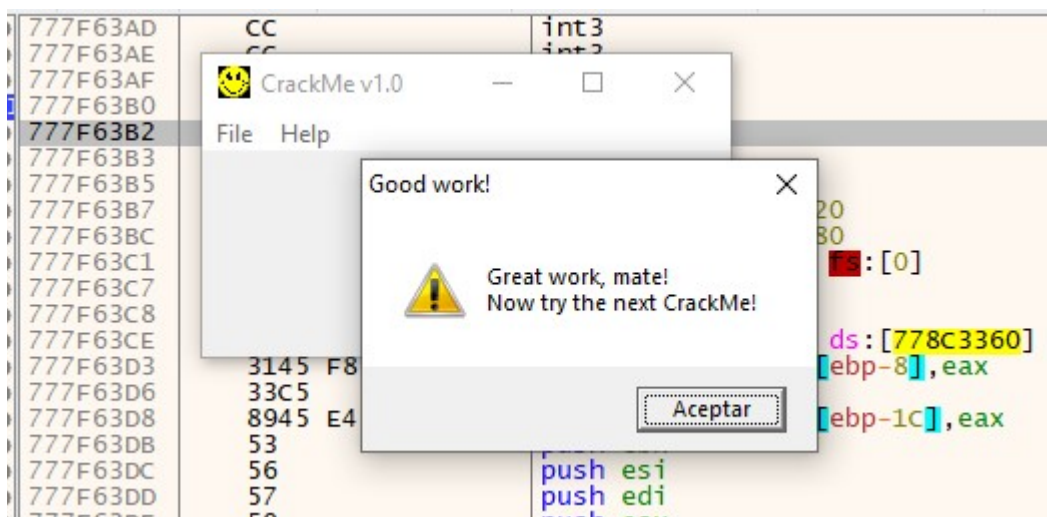 777F63AD CC int3
777F63AE CC int3
777F63AF
777F63B0
777F63B2
777F63B3
777F63B5
777F63B7 20
777F63BC 80
777F63C1 fs:[0]
777F63C7
777F63C8
777F63CE ds:[778C3360]
777F63D3 3145 F8 [ebp-8],eax
777F63D6 33C5
777F63D8 8945 E4 [ebp-1C],eax
777F63DB 53
777F63DC 56 push esi
777F63DD 57 push edi
CrackMe v1.0
File Help
Good work!
Great work, mate!
Now try the next CrackMe!
Aceptar